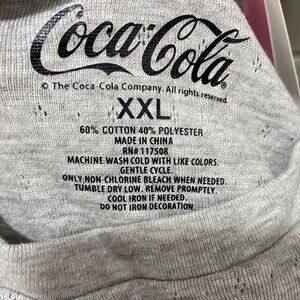 Coca-Cola
© The Coca-Cola Company. All rights reserved.
XXL
60% COTTON 40% POLYESTER
MADE IN CHINA
RN# 117508
MACHINE WASH COLD WITH LIKE COLORS.
GENTLE CYCLE.
ONLY NON-CHLORINE BLEACH WHEN NEEDED.
TUMBLE DRY LOW. REMOVE PROMPTLY.
COOL IRON IF NEEDED.
DO NOT IRON DECORATION.